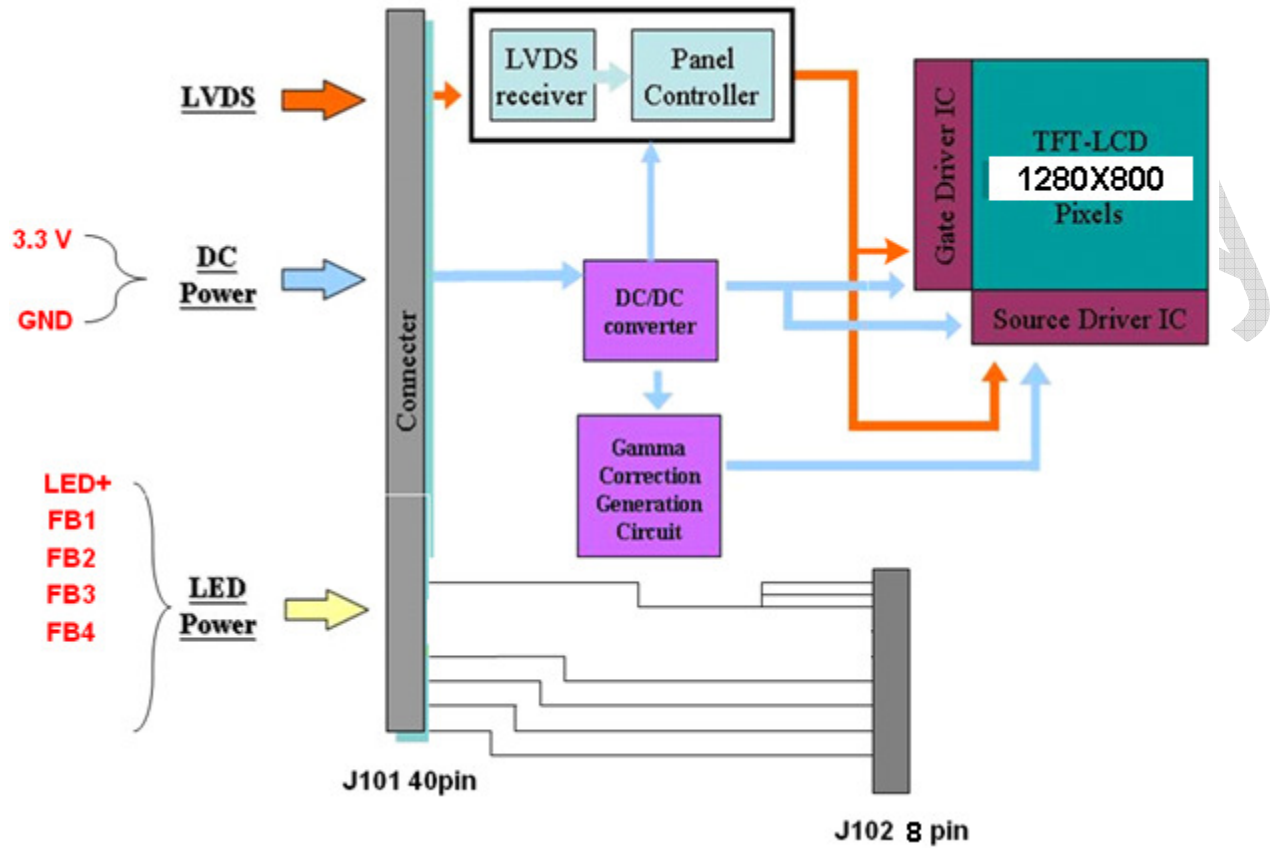 LVDS
receiver
Panel
Controller
LVDS
TFT-LCD
1280X800
Pixels
Gate Driver IC
3.3 V
DC
Power
GND
DC/DC
converter
Source Driver IC
Connecter
Gamma
Correction
Generation
Circuit
LED+
FB1
FB2
FB3
FB4
LED
Power
J101 40pin
J102 8 pin